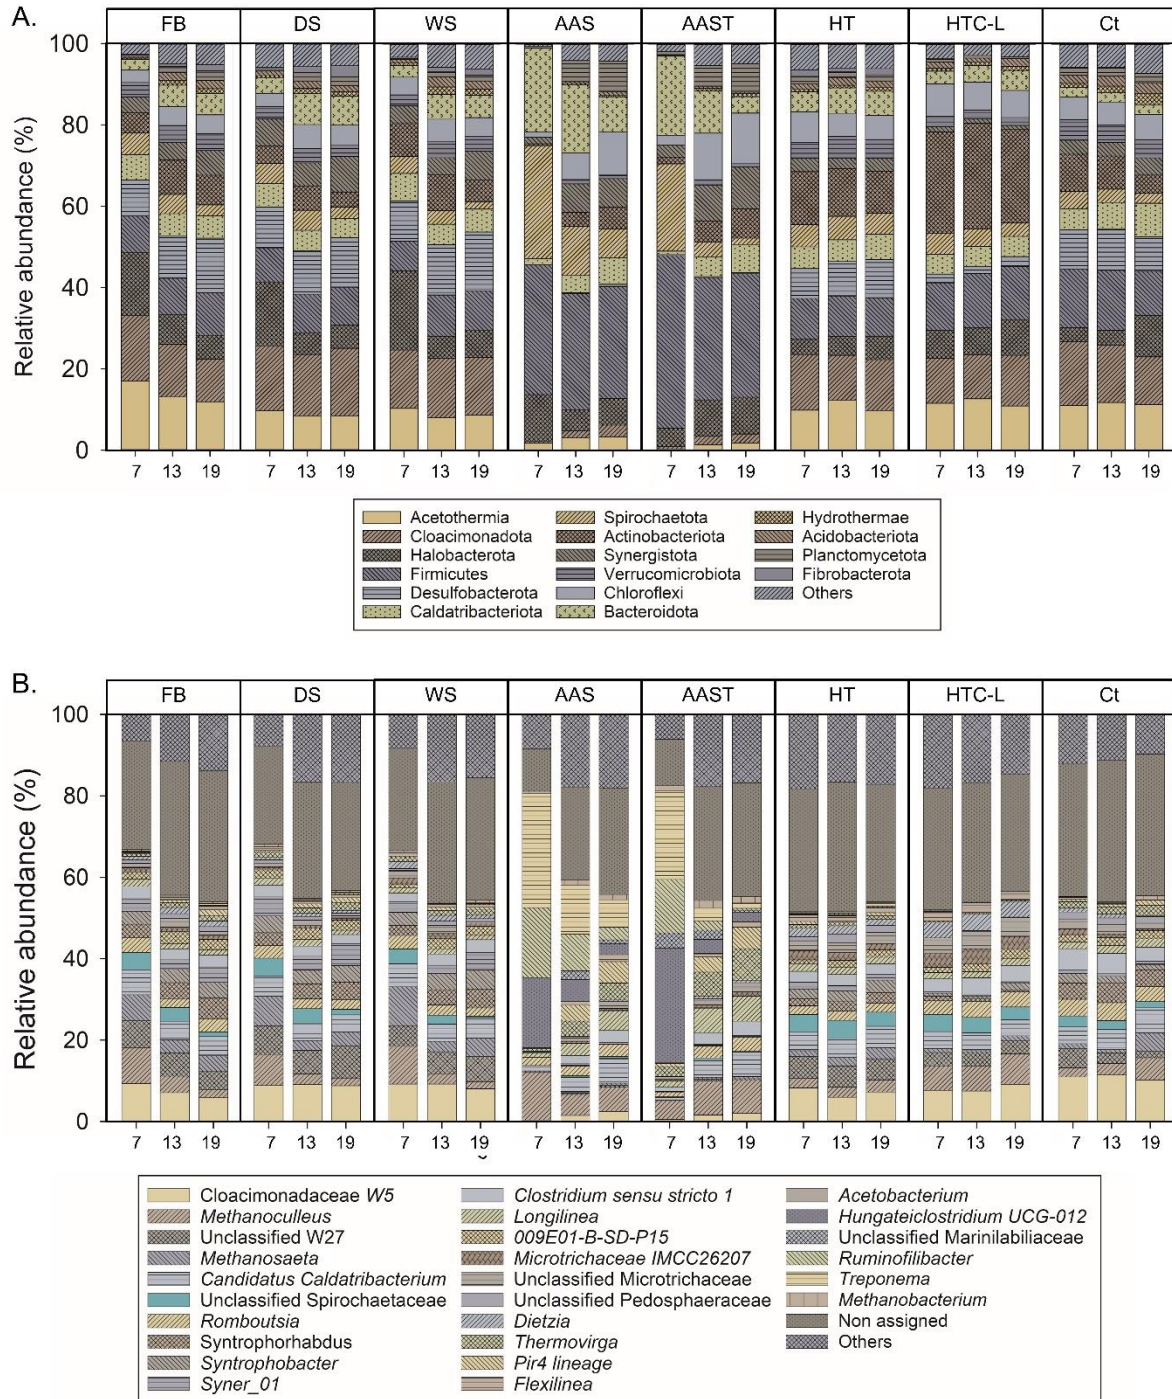 A.
FB DS WS AAS AAST HT HTC-L Ct
100
80
60
40
20
0
Relative abundance (%)
7 13 19 7 13 19 7 13 19 7 13 19 7 13 19 7 13 19 7 13 19 7 13 19
Acetothermia Spirochaetota Hydrothermae
Cloacimonadota Actinobacteriota Acidobacteriota
Halobacterota Synergistota Planctomycetota
Firmicutes Verrucomicrobiota Fibrobacterota
Desulfobacterota Chloroflexi Others
Caldatribacteriota Bacteroidota
B.
FB DS WS AAS AAST HT HTC-L Ct
100
80
60
40
20
0
Relative abundance (%)
7 13 19 7 13 19 7 13 19 7 13 19 7 13 19 7 13 19 7 13 19 7 13 19
Cloacimonadaceae W5 Clostridium sensu stricto 1 Acetobacterium
Methanoculleus Longilinea Hungateiclostridium UCG-012
Unclassified W27 009E01-B-SD-P15 Unclassified Marinilabiliaceae
Methanosaeta Microtrichaceae IMCC26207 Ruminofilibacter
Candidatus Caldatribacterium Unclassified Microtrichaceae Treponema
Unclassified Spirochaetaceae Unclassified Pedosphaeraceae Methanobacterium
Romboutsia Dietzia Non assigned
Syntrophorhabdus Thermovirga Others
Syntrophobacter Pir4 lineage
Syner_01 Flexilinea